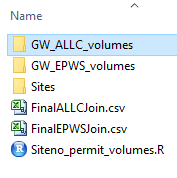 Name
GW_ALLC_volumes
GW_EPWS_volumes
Sites
FinalALLCJoin.csv
FinalEPWSJoin.csv
Siteno_permit_volumes.R